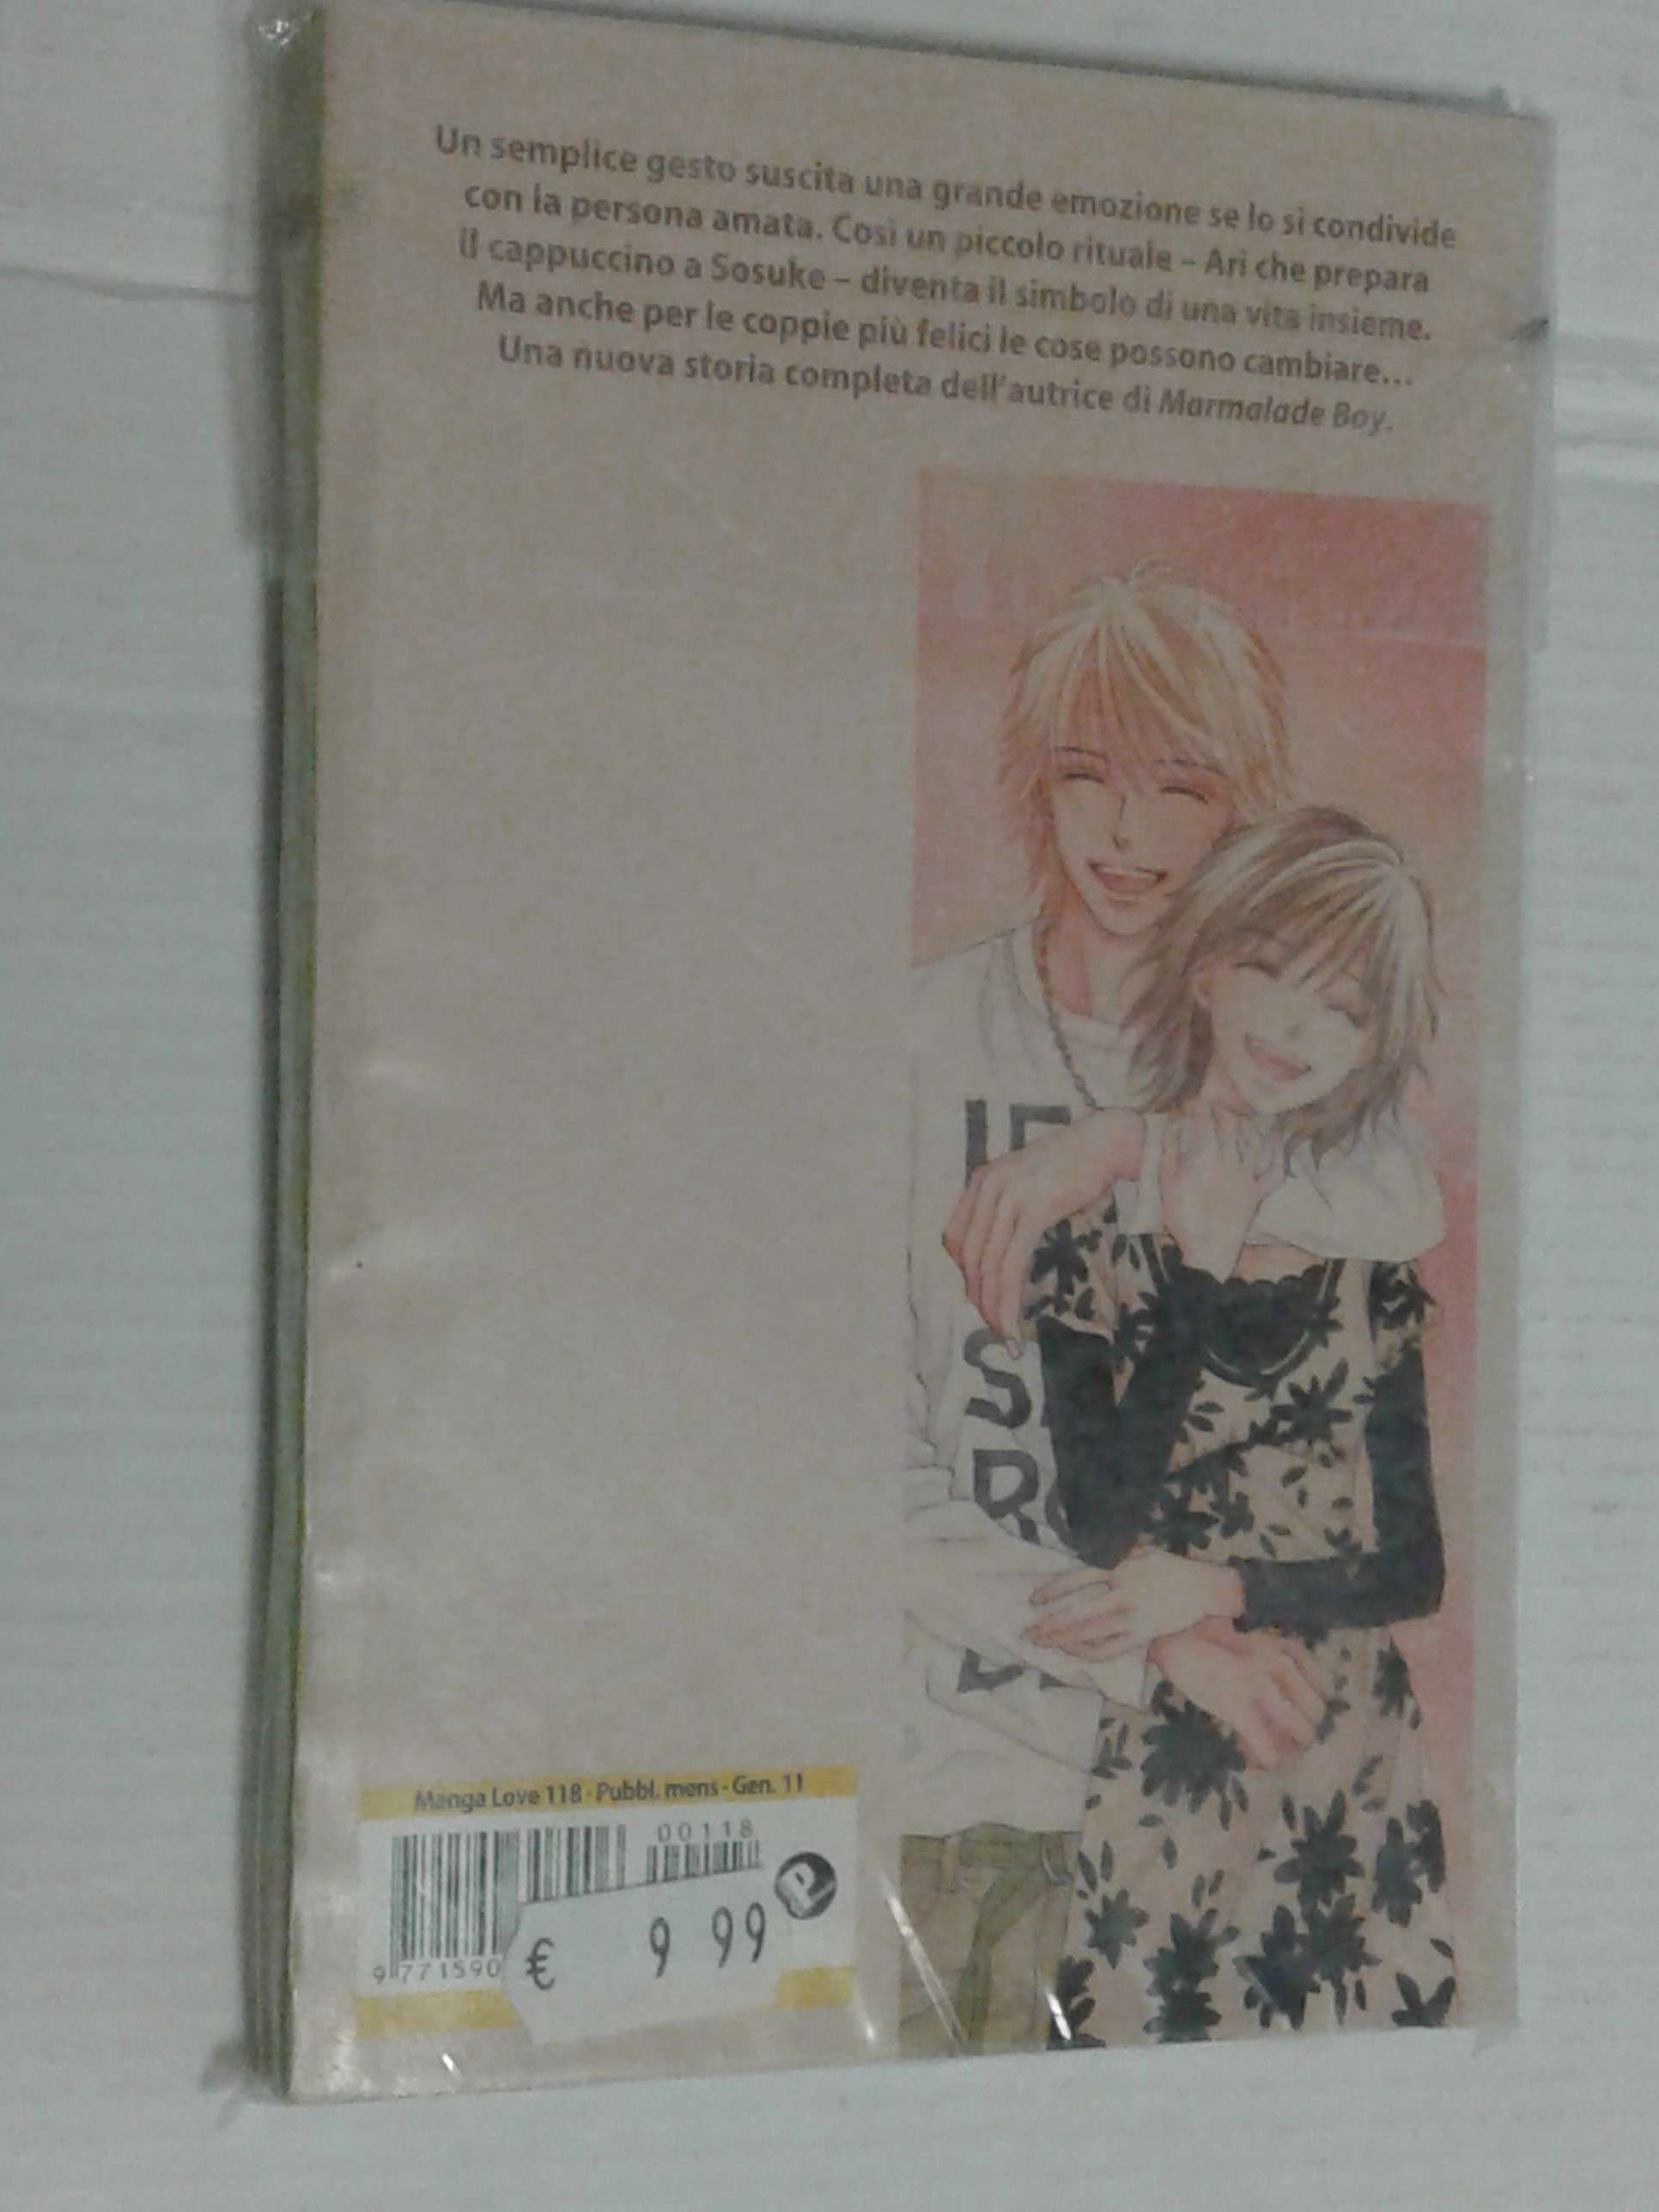 Un semplice gesto suscita una grande emozione se lo si condivide
con la persona amata. Così un piccolo rituale – Ari che prepara
il cappuccino a Sosuke – diventa il simbolo di una vita insieme.
Ma anche per le coppie più felici le cose possono cambiare...
Una nuova storia completa dell'autrice di Marmalade Boy.
Manga Love 118 - Pubbl. mens - Gen. 11
00118
9 771590
€ 9 99